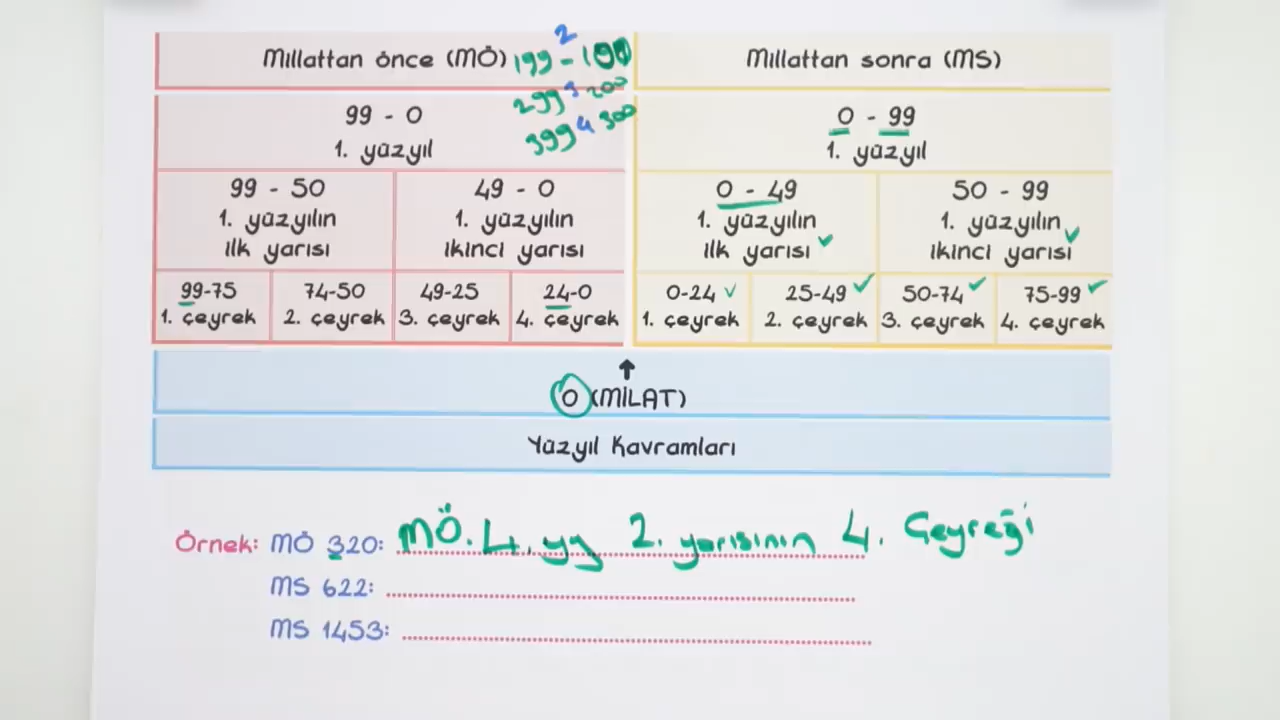 Millattan önce (MÖ)
199 2 - 100
299 3 200
399 4 300
99 - 0
1. yüzyıl
99 - 50
1. yüzyılın
ilk yarısı
49 - 0
1. yüzyılın
ikinci yarısı
99-75
1. çeyrek
74-50
2. çeyrek
49-25
3. çeyrek
24-0
4. çeyrek
Millattan sonra (MS)
0 - 99
1. yüzyıl
0 - 49
1. yüzyılın
ilk yarısı
50 - 99
1. yüzyılın
ikinci yarısı
0-24
1. çeyrek
25-49
2. çeyrek
50-74
3. çeyrek
75-99
4. çeyrek
0 (MİLAT)
Yüzyıl Kavramları
Örnek: MÖ 320: MÖ. 4. yy 2. yarısının 4. Çeyreği
MS 622:
MS 1453: